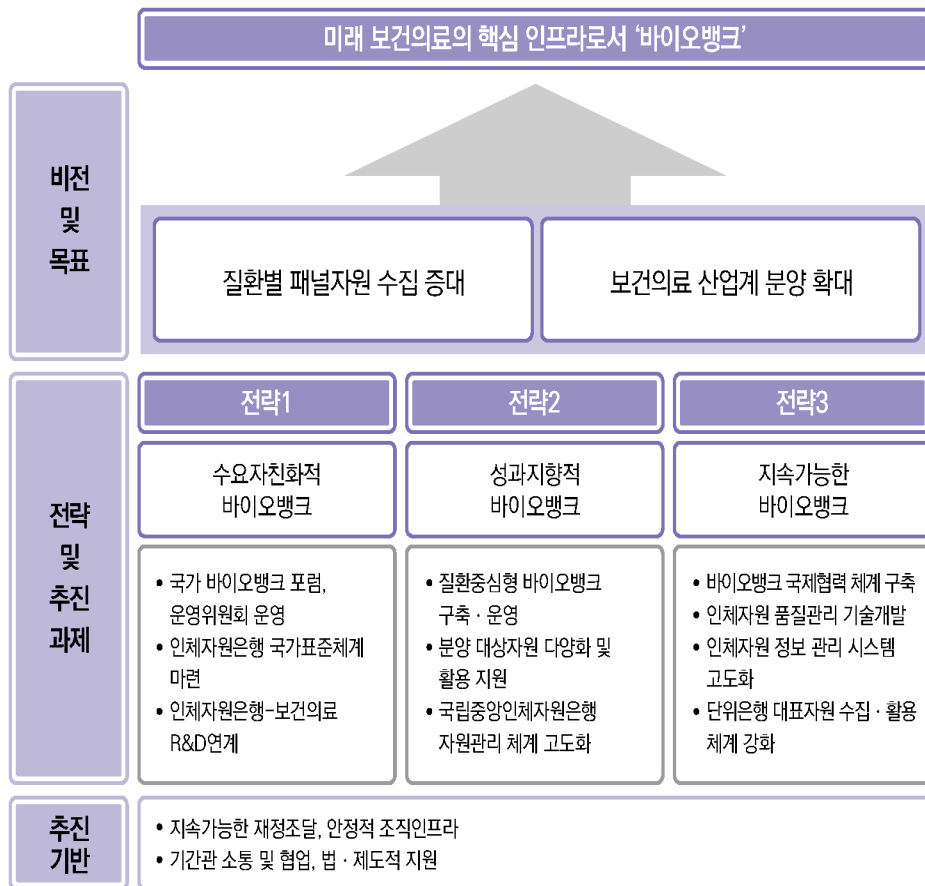 미래 보건의료의 핵심 인프라로서 ‘바이오뱅크’
비전
및
목표
질환별 패널자원 수집 증대
보건의료 산업계 분양 확대
전략
및
추진
과제
전략1
수요자친화적
바이오뱅크
• 국가 바이오뱅크 포럼,
운영위원회 운영
• 인체자원은행 국가표준체계
마련
• 인체자원은행-보건의료
R&D연계
전략2
성과지향적
바이오뱅크
• 질환중심형 바이오뱅크
구축 · 운영
• 분양 대상자원 다양화 및
활용 지원
• 국립중앙인체자원은행
자원관리 체계 고도화
전략3
지속가능한
바이오뱅크
• 바이오뱅크 국제협력 체계 구축
• 인체자원 품질관리 기술개발
• 인체자원 정보 관리 시스템
고도화
• 단위은행 대표자원 수집 · 활용
체계 강화
추진
기반
• 지속가능한 재정조달, 안정적 조직인프라
• 기간관 소통 및 협업, 법 · 제도적 지원